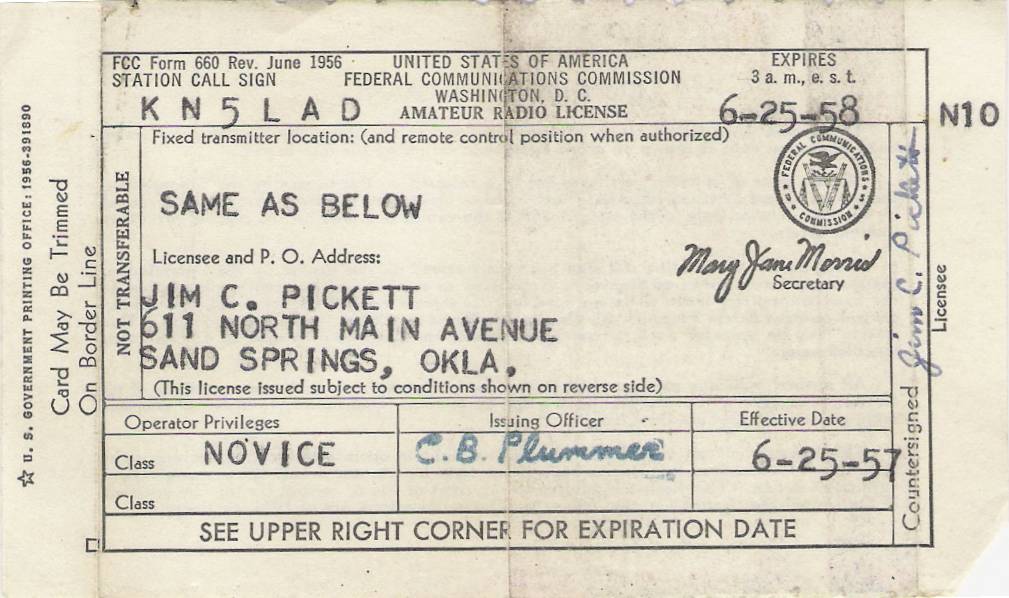 FCC Form 660 Rev. June 1956
UNITED STATES OF AMERICA
EXPIRES
STATION CALL SIGN
FEDERAL COMMUNICATIONS COMMISSION
3 a. m., e. s. t.
WASHINGTON, D. C.
KN5LAD
AMATEUR RADIO LICENSE
6-25-58
N10
Fixed transmitter location: (and remote control position when authorized)
FEDERAL COMMUNICATIONS
COMMISSION
SAME AS BELOW
Licensee and P. O. Address:
Mary Jane Morris
Secretary
JIM C. PICKETT
611 NORTH MAIN AVENUE
SAND SPRINGS, OKLA.
(This license issued subject to conditions shown on reverse side)
NOT TRANSFERABLE
Operator Privileges
Issuing Officer
Effective Date
Class NOVICE
C. B. Plummer
6-25-57
Class
SEE UPPER RIGHT CORNER FOR EXPIRATION DATE
☆ U. S. GOVERNMENT PRINTING OFFICE: 1956-391890
Card May Be Trimmed
On Border Line
Countersigned Jim C. Pickett
Licensee